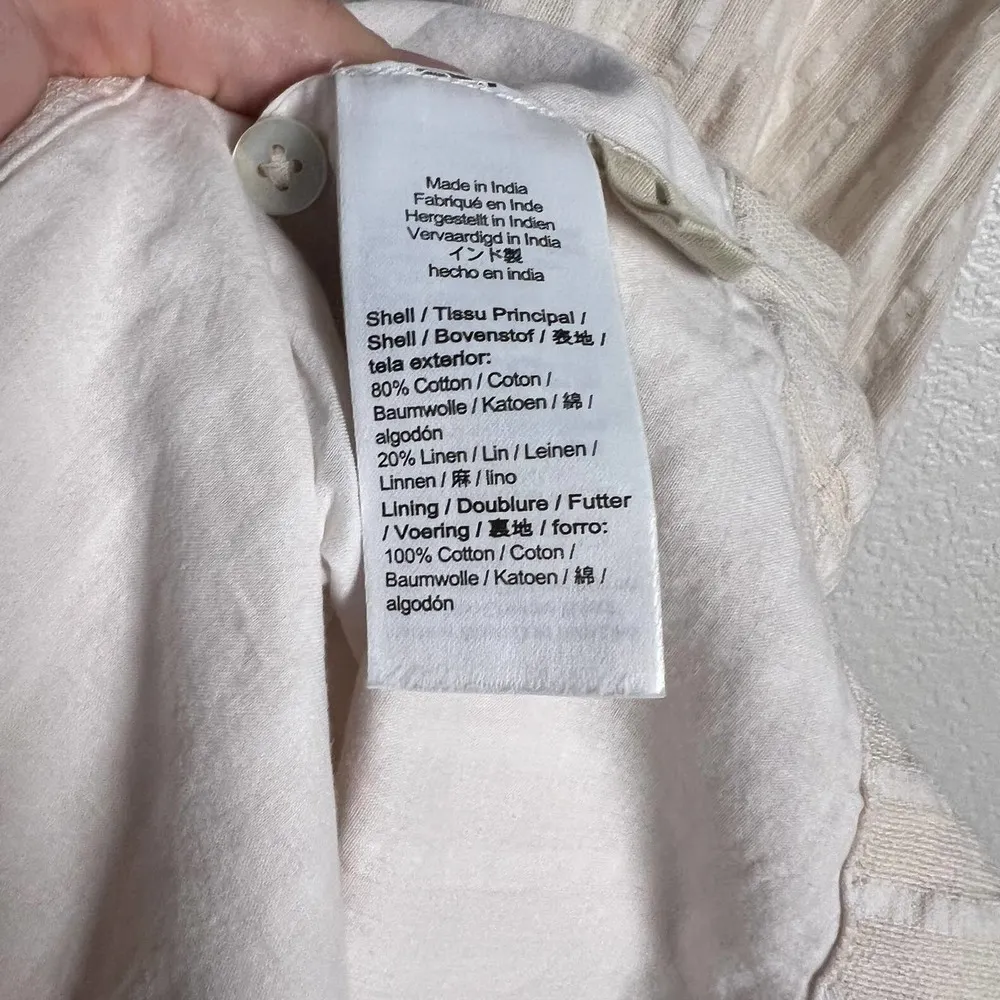 Made in India
Fabriqué en Inde
Hergestellt in Indien
Vervaardigd in India
インド製
hecho en india
Shell / Tissu Principal /
Shell / Bovenstof / 表地 /
tela exterior:
80% Cotton / Coton /
Baumwolle / Katoen / 綿 /
algodón
20% Linen / Lin / Leinen /
Linnen / 麻 / lino
Lining / Doublure / Futter
/ Voering / 裏地 / forro:
100% Cotton / Coton /
Baumwolle / Katoen / 綿 /
algodón